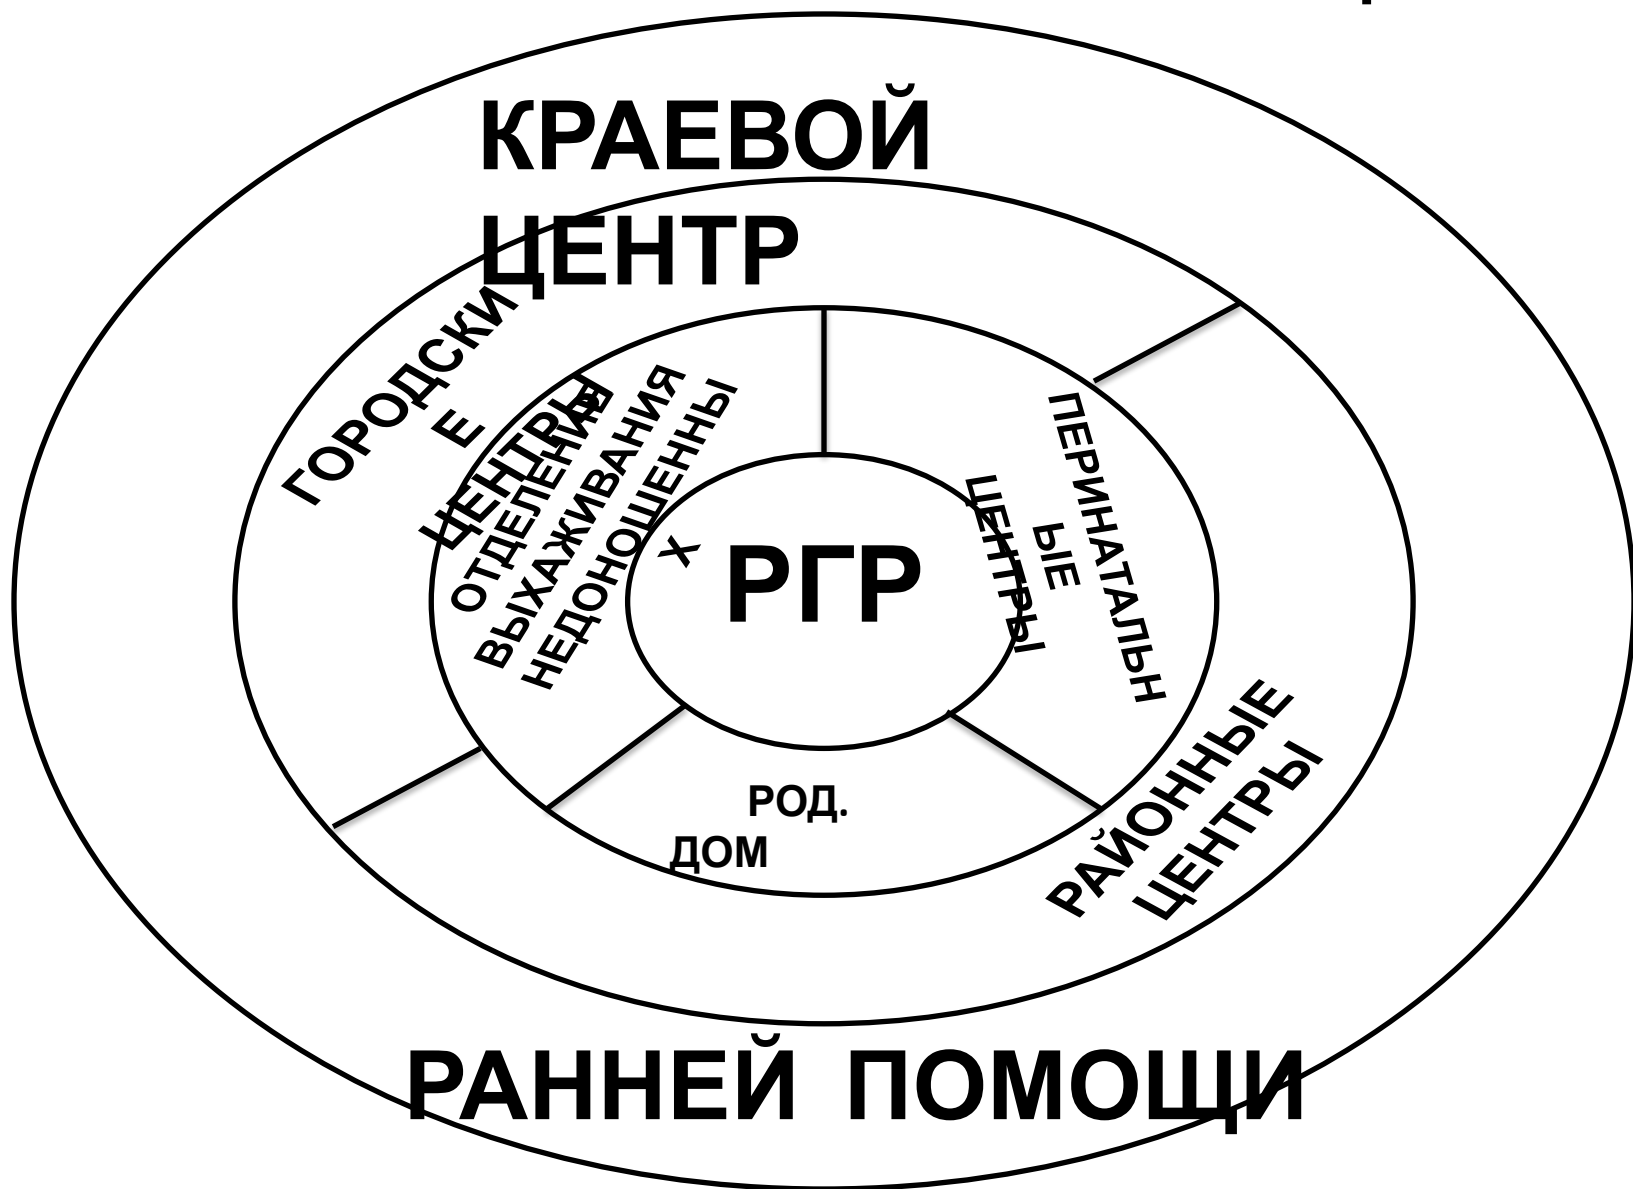 КРАЕВОЙ
ЦЕНТР
ГОРОДСКИ
Е
ЦЕНТРЫ
ОТДЕЛЕНИЯ
ВЫХАЖИВАНИЯ
НЕДОНОШЕННЫ
Х
РГР
ПЕРИНАТАЛЬН
ЫЕ
ЦЕНТРЫ
РОД.
ДОМ
РАЙОННЫЕ
ЦЕНТРЫ
РАННЕЙ ПОМОЩИ